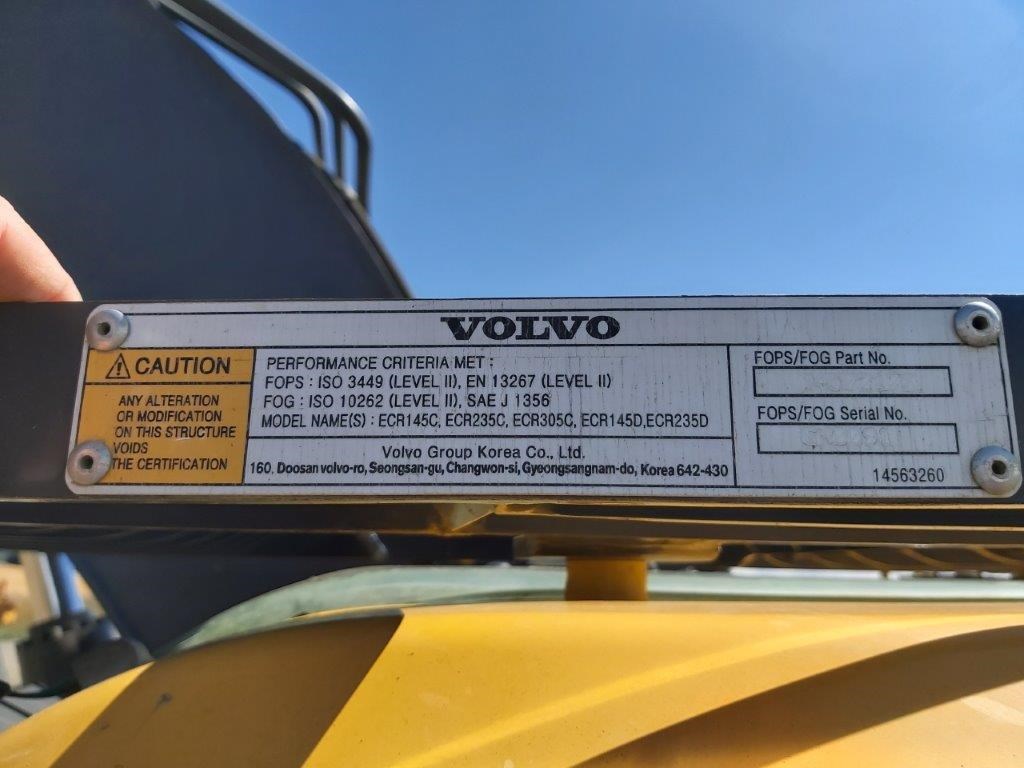 VOLVO
CAUTION
ANY ALTERATION
OR MODIFICATION
ON THIS STRUCTURE
VOIDS
THE CERTIFICATION
PERFORMANCE CRITERIA MET :
FOPS : ISO 3449 (LEVEL II), EN 13267 (LEVEL II)
FOG : ISO 10262 (LEVEL II), SAE J 1356
MODEL NAME(S) : ECR145C, ECR235C, ECR305C, ECR145D,ECR235D
Volvo Group Korea Co., Ltd.
160, Doosan volvo-ro, Seongsan-gu, Changwon-si, Gyeongsangnam-do, Korea 642-430
FOPS/FOG Part No.
FOPS/FOG Serial No.
14563260